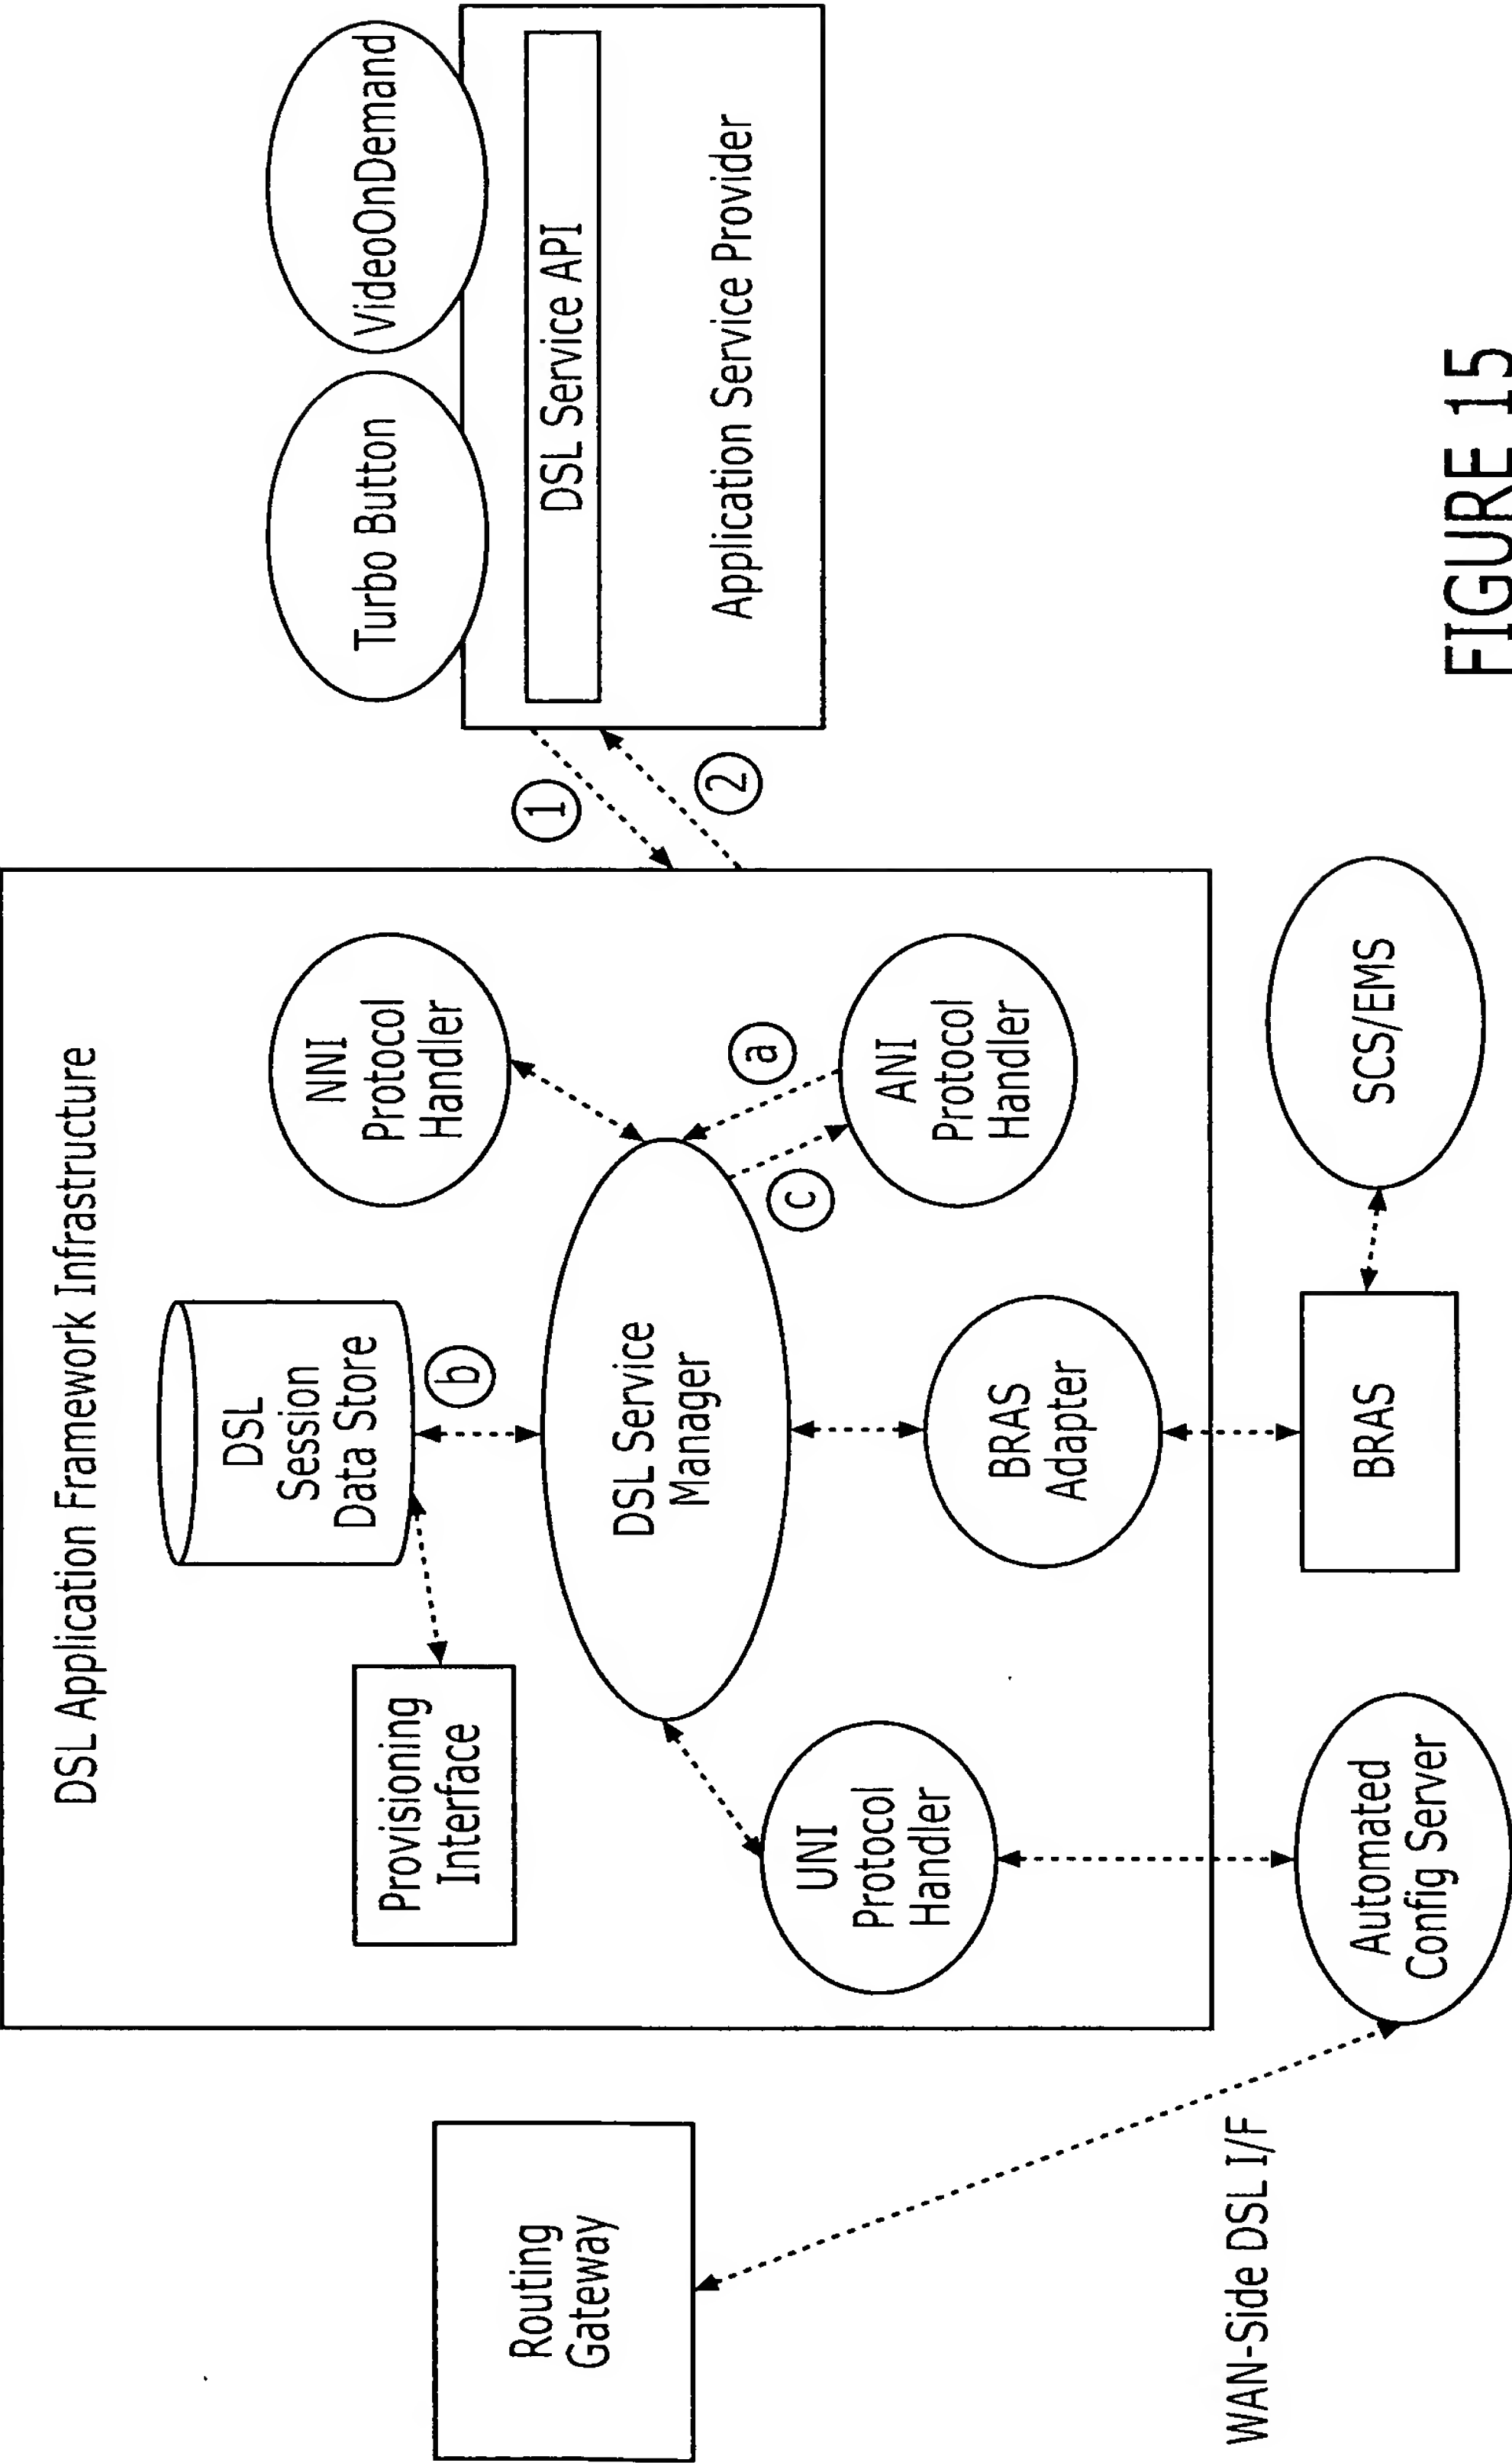 DSL Application Framework Infrastructure
Routing
Gateway
Provisioning
Interface
DSL
Session
Data Store
b
NNI
Protocol
Handler
DSL Service
Manager
UNI
Protocol
Handler
BRAS
Adapter
ANI
Protocol
Handler
a
c
1
2
Turbo Button
VideoOnDemand
DSL Service API
Application Service Provider
WAN-Side DSL I/F
Automated
Config Server
BRAS
SCS/EMS
FIGURE 15